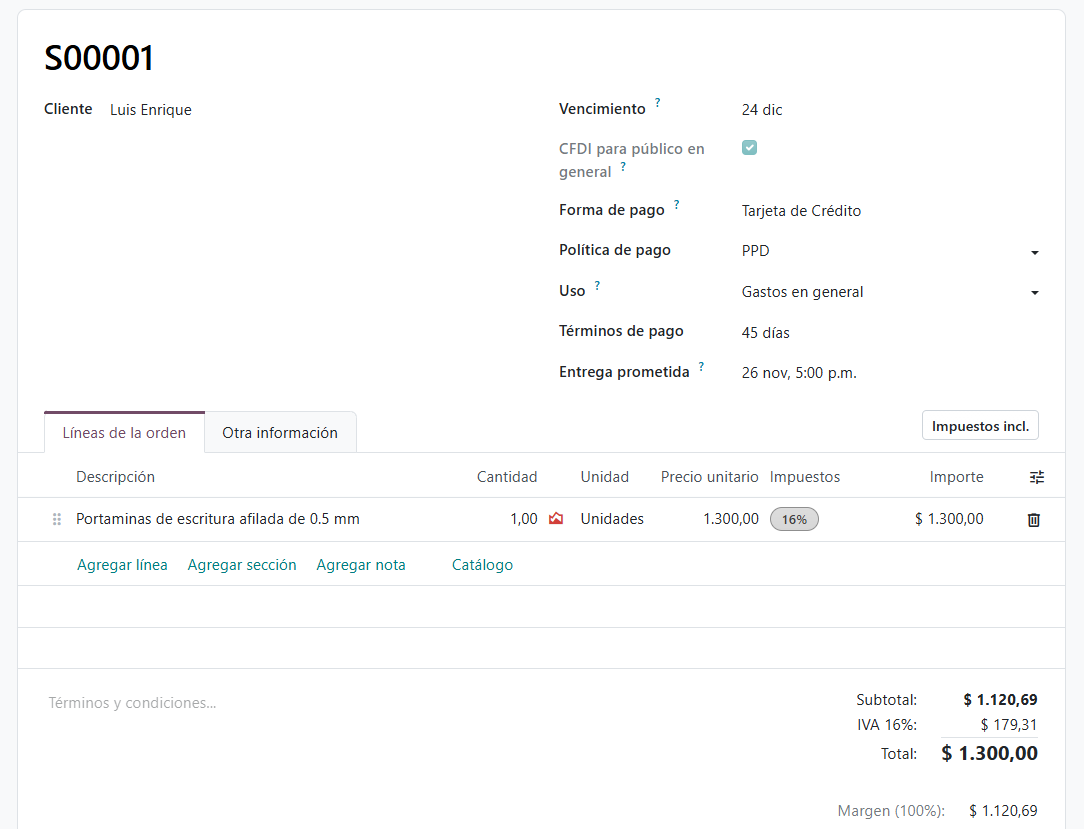 S00001
Cliente Luis Enrique
Vencimiento ? 24 dic
CFDI para público en
general ?
Forma de pago ? Tarjeta de Crédito
Política de pago PPD
Uso ? Gastos en general
Términos de pago 45 días
Entrega prometida ? 26 nov, 5:00 p.m.
Líneas de la orden Otra información Impuestos incl.
Descripción Cantidad Unidad Precio unitario Impuestos Importe
Portaminas de escritura afilada de 0.5 mm 1,00 Unidades 1.300,00 16% $ 1.300,00
Agregar línea Agregar sección Agregar nota Catálogo
Términos y condiciones...
Subtotal: $ 1.120,69
IVA 16%: $ 179,31
Total: $ 1.300,00
Margen (100%): $ 1.120,69